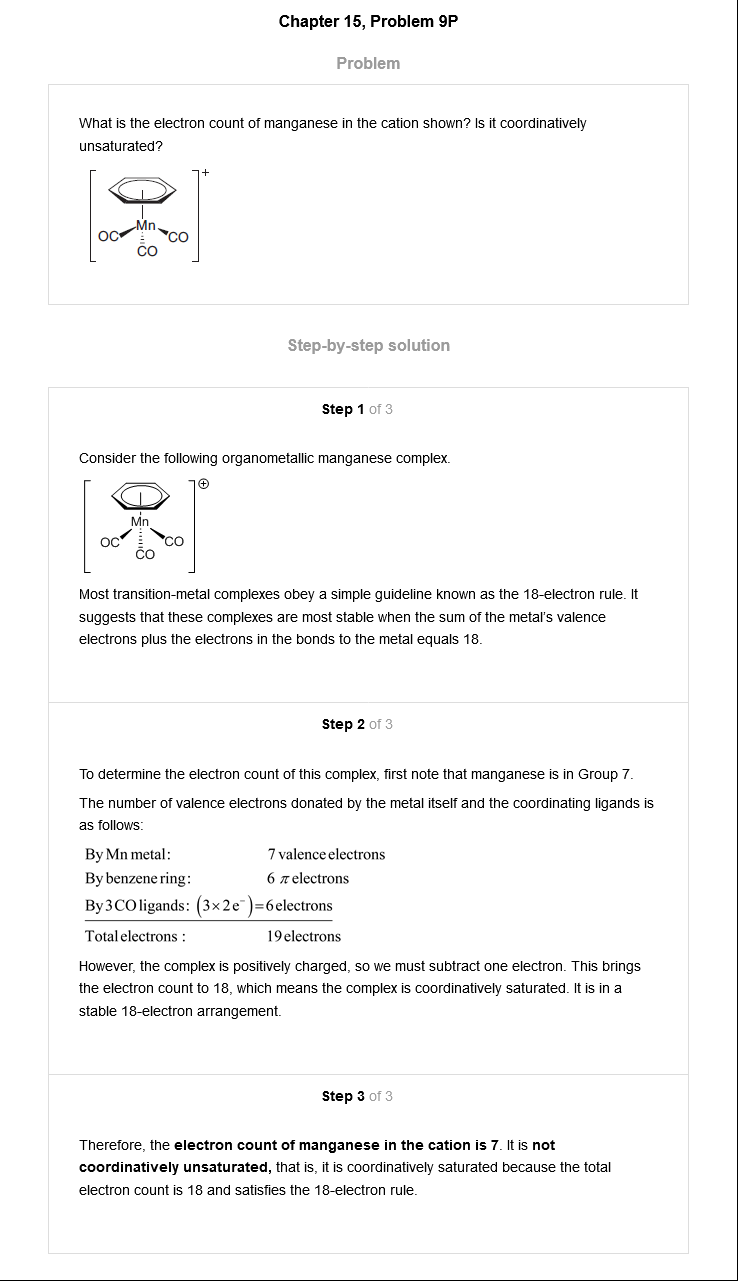 Chapter 15, Problem 9P
Problem
What is the electron count of manganese in the cation shown? Is it coordinatively
unsaturated?
+
Mn
OC CO
CO
Step-by-step solution
Step 1 of 3
Consider the following organometallic manganese complex.
⊕
Mn
OC CO
CO
Most transition-metal complexes obey a simple guideline known as the 18-electron rule. It
suggests that these complexes are most stable when the sum of the metal's valence
electrons plus the electrons in the bonds to the metal equals 18.
Step 2 of 3
To determine the electron count of this complex, first note that manganese is in Group 7.
The number of valence electrons donated by the metal itself and the coordinating ligands is
as follows:
By Mn metal: 7 valence electrons
By benzene ring: 6 π electrons
By 3 CO ligands: (3×2 e⁻)=6 electrons
Total electrons : 19 electrons
However, the complex is positively charged, so we must subtract one electron. This brings
the electron count to 18, which means the complex is coordinatively saturated. It is in a
stable 18-electron arrangement.
Step 3 of 3
Therefore, the electron count of manganese in the cation is 7. It is not
coordinatively unsaturated, that is, it is coordinatively saturated because the total
electron count is 18 and satisfies the 18-electron rule.